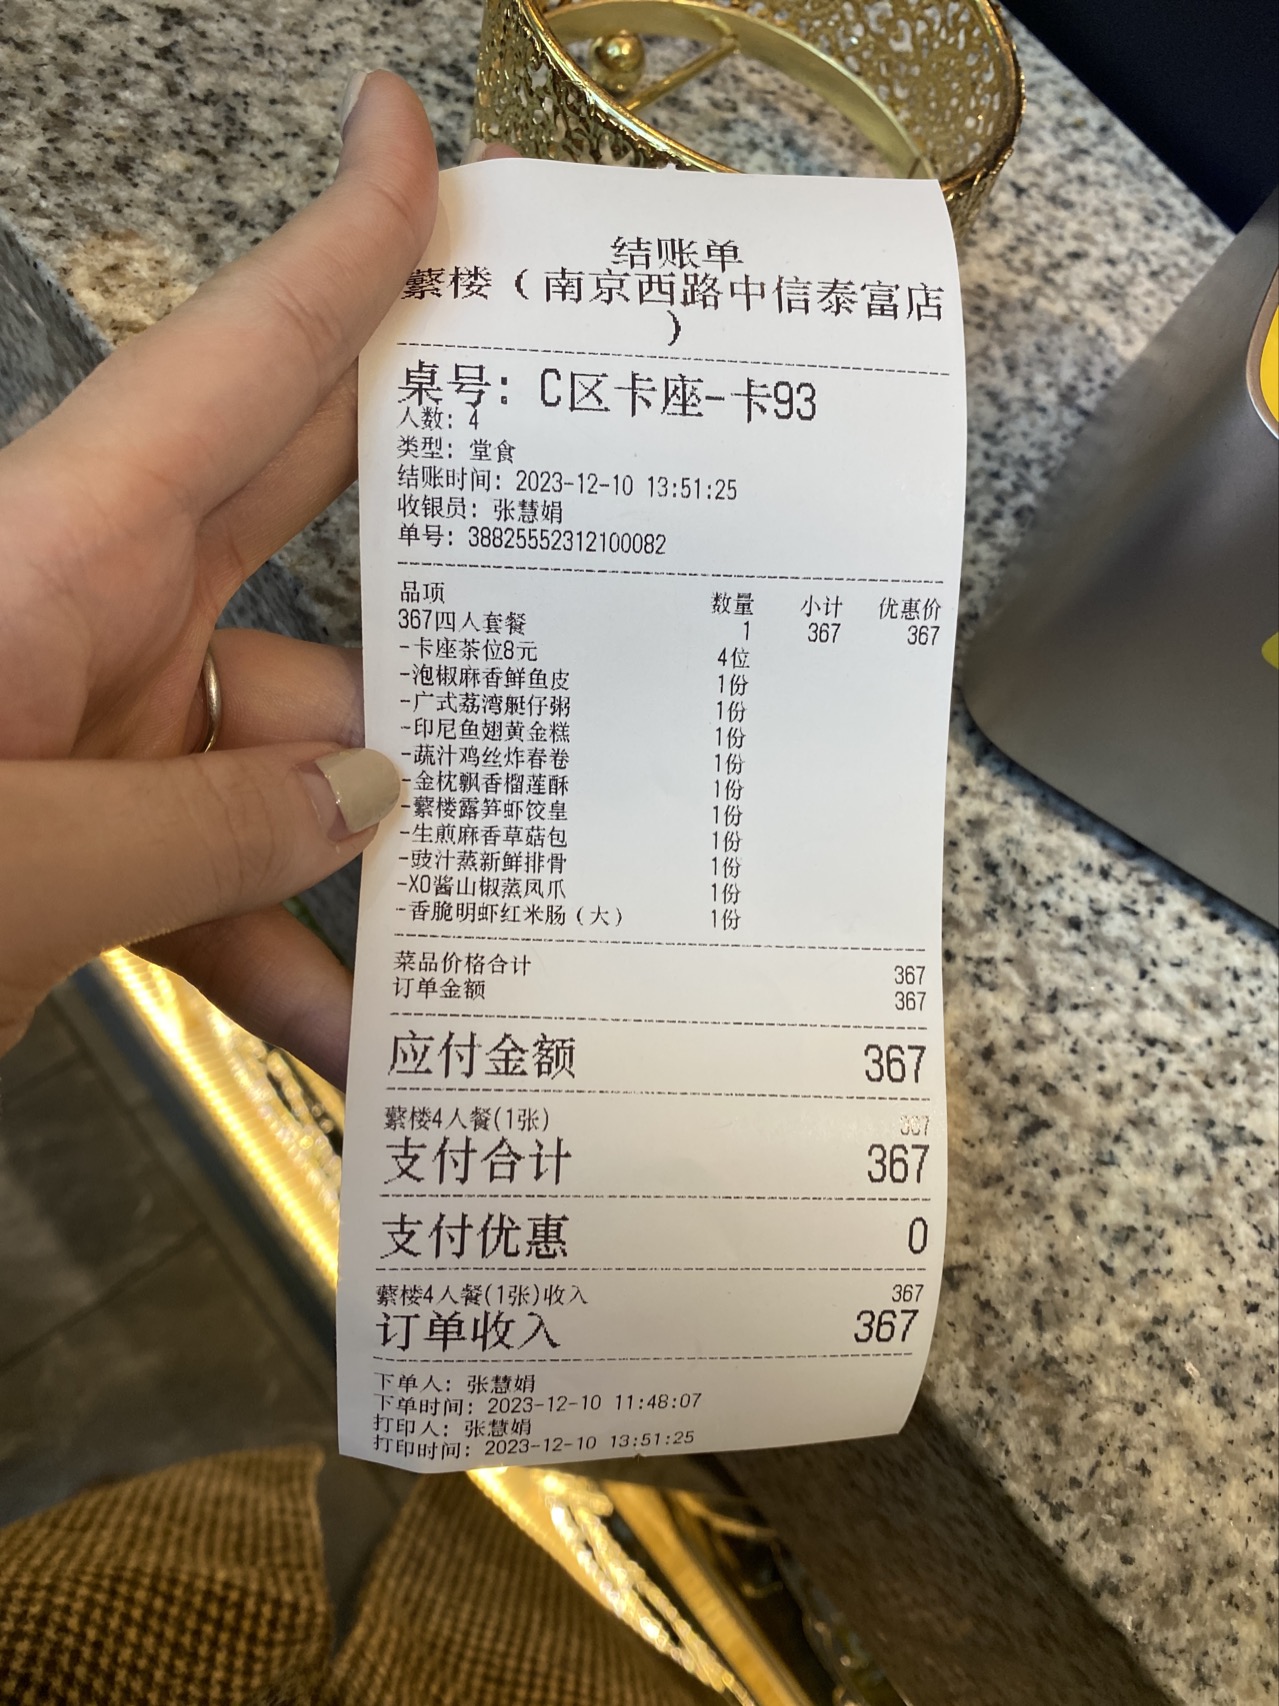 结账单
蘩楼（南京西路中信泰富店
）
桌号: C区卡座-卡93
人数: 4
类型: 堂食
结账时间: 2023-12-10 13:51:25
收银员: 张慧娟
单号: 38825552312100082
品项 数量 小计 优惠价
367四人套餐 1 367 367
-卡座茶位8元 4位
-泡椒麻香鲜鱼皮 1份
-广式荔湾艇仔粥 1份
-印尼鱼翅黄金糕 1份
-蔬汁鸡丝炸春卷 1份
-金枕飘香榴莲酥 1份
-蘩楼露笋虾饺皇 1份
-生煎麻香草菇包 1份
-豉汁蒸新鲜排骨 1份
-XO酱山椒蒸凤爪 1份
-香脆明虾红米肠（大） 1份
菜品价格合计 367
订单金额 367
应付金额 367
蘩楼4人餐(1张) 367
支付合计 367
支付优惠 0
蘩楼4人餐(1张)收入 367
订单收入 367
下单人: 张慧娟
下单时间: 2023-12-10 11:48:07
打印人: 张慧娟
打印时间: 2023-12-10 13:51:25